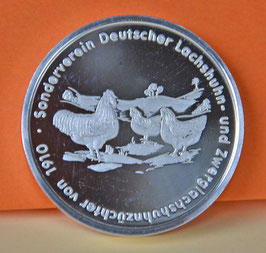 Sonderverein Deutscher Lachshuhn- und Zwerglachshuhnzüchter von 1910 ·